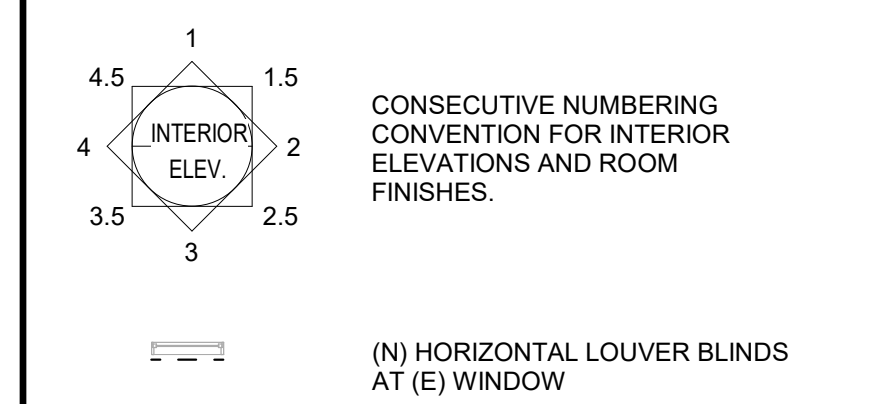 1
4.5 1.5
CONSECUTIVE NUMBERING
CONVENTION FOR INTERIOR
ELEVATIONS AND ROOM
FINISHES.
4 INTERIOR 2
ELEV.
3.5 2.5
3
(N) HORIZONTAL LOUVER BLINDS
AT (E) WINDOW